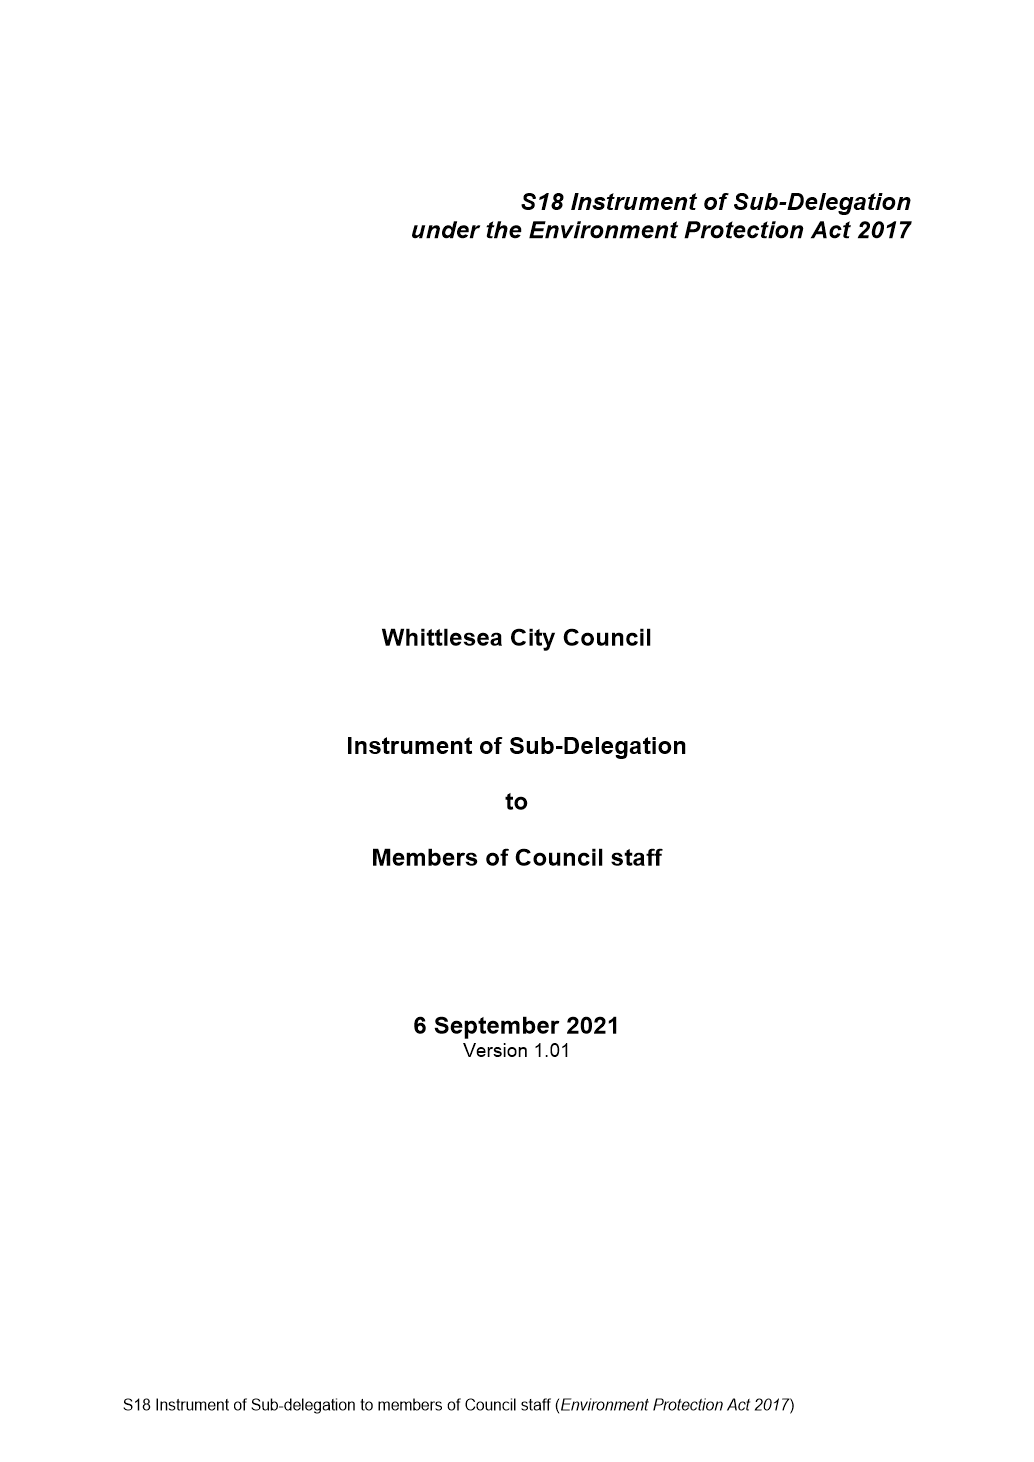 S18 Instrument of Sub-Delegation
under the Environment Protection Act 2017
Whittlesea City Council
Instrument of Sub-Delegation
to
Members of Council staff
6 September 2021
Version 1.01
S18 Instrument of Sub-delegation to members of Council staff (Environment Protection Act 2017)